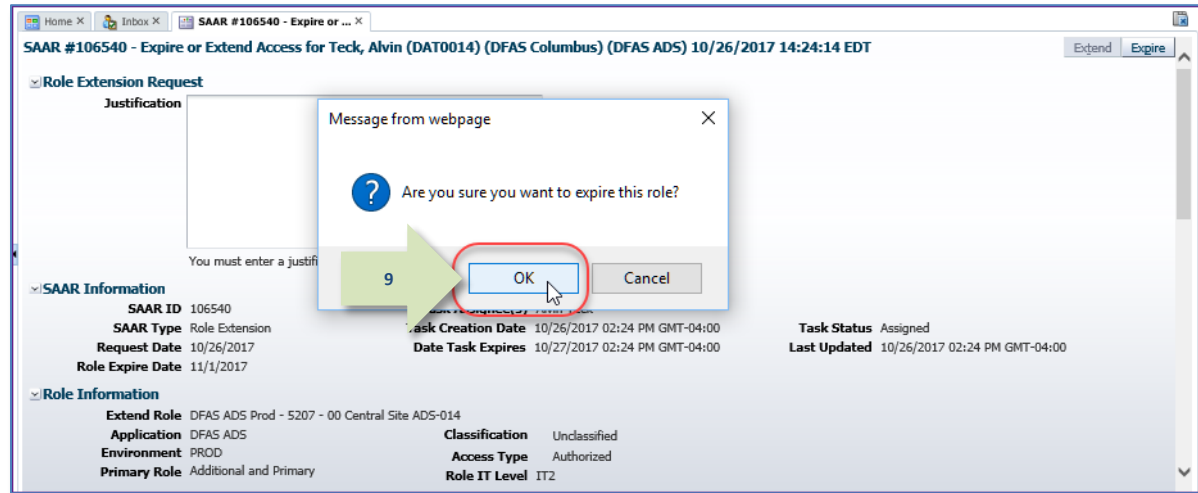 Home × Inbox × SAAR #106540 - Expire or ... ×
SAAR #106540 - Expire or Extend Access for Teck, Alvin (DAT0014) (DFAS Columbus) (DFAS ADS) 10/26/2017 14:24:14 EDT Extend Expire
Role Extension Request
Justification
Message from webpage
Are you sure you want to expire this role?
9 OK Cancel
You must enter a
SAAR Information
SAAR ID 106540
SAAR Type Role Extension Task Creation Date 10/26/2017 02:24 PM GMT-04:00 Task Status Assigned
Request Date 10/26/2017 Date Task Expires 10/27/2017 02:24 PM GMT-04:00 Last Updated 10/26/2017 02:24 PM GMT-04:00
Role Expire Date 11/1/2017
Role Information
Extend Role DFAS ADS Prod - 5207 - 00 Central Site ADS-014
Application DFAS ADS Classification Unclassified
Environment PROD Access Type Authorized
Primary Role Additional and Primary Role IT Level IT2